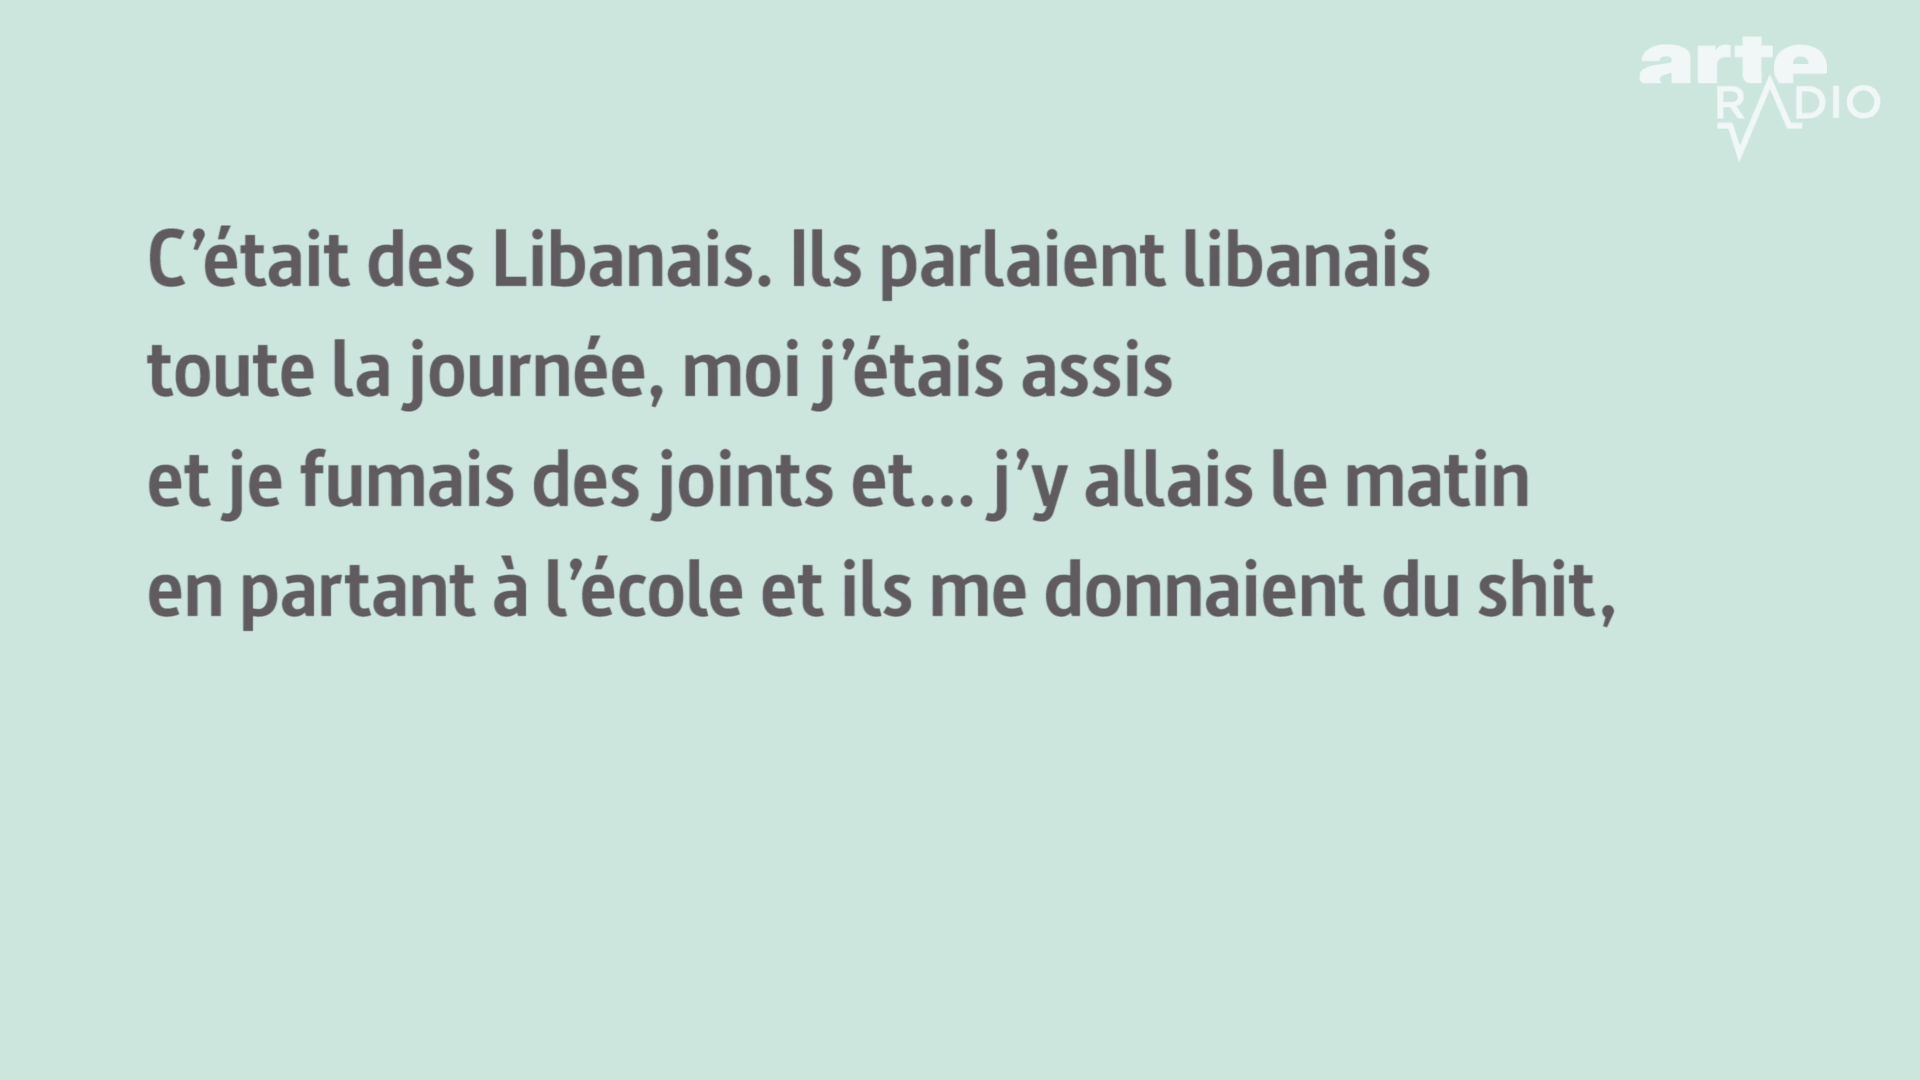 arte
RADIO
C’était des Libanais. Ils parlaient libanais
toute la journée, moi j’étais assis
et je fumais des joints et... j’y allais le matin
en partant à l’école et ils me donnaient du shit,